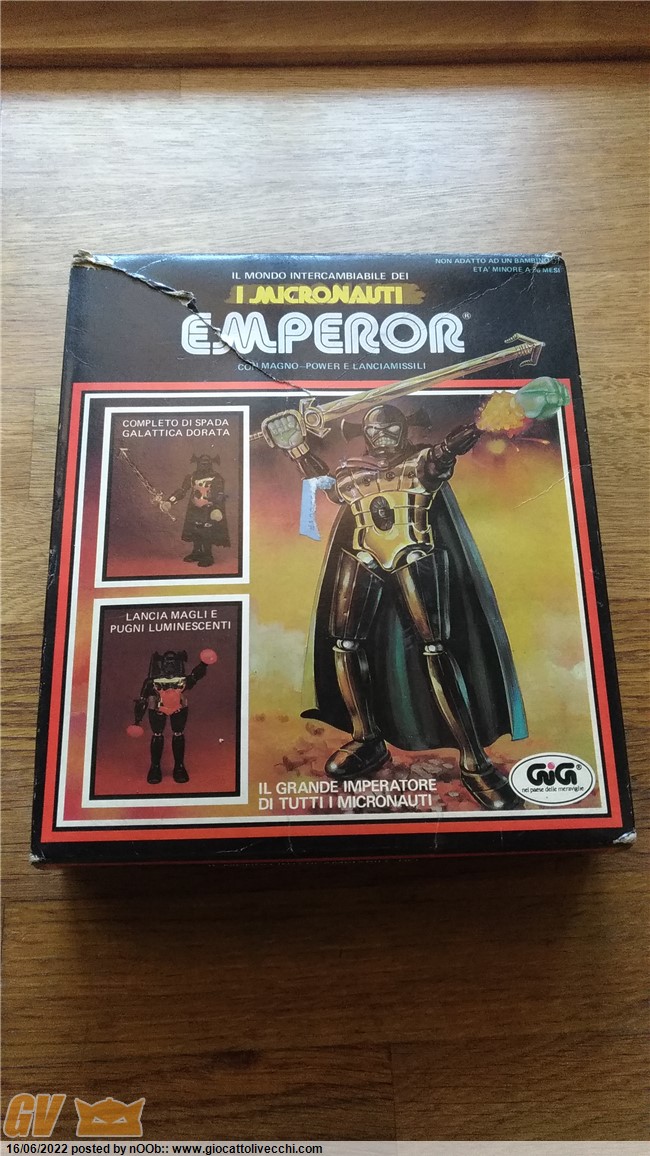 NON ADATTO AD UN BAMBINO DI
ETA' MINORE A 36 MESI
IL MONDO INTERCAMBIABILE DEI
I MICRONAUTI
EMPEROR®
CON MAGNO-POWER E LANCIAMISSILI
COMPLETO DI SPADA
GALATTICA DORATA
LANCIA MAGLI E
PUGNI LUMINESCENTI
IL GRANDE IMPERATORE
DI TUTTI I MICRONAUTI
GiG®
nel paese delle meraviglie
GV
16/06/2022 posted by nOOb:: www.giocattolivecchi.com